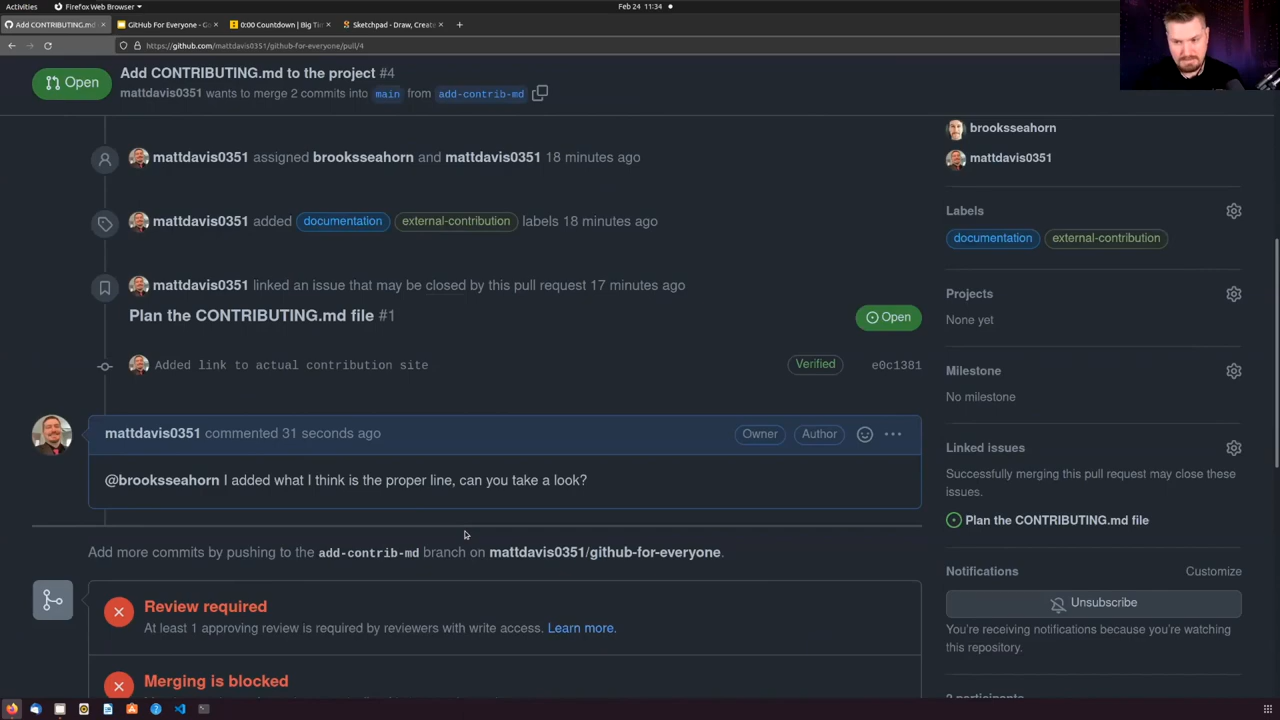 Activities
Firefox Web Browser
Feb 24 11:34
Add CONTRIBUTING.md
GitHub For Everyone - Go
0:00 Countdown | Big Ti
Sketchpad - Draw, Create
https://github.com/mattdavis0351/github-for-everyone/pull/4
Open
Add CONTRIBUTING.md to the project #4
mattdavis0351 wants to merge 2 commits into main from add-contrib-md
brooksseahorn
mattdavis0351 assigned brooksseahorn and mattdavis0351 18 minutes ago
mattdavis0351
mattdavis0351 added documentation external-contribution labels 18 minutes ago
Labels
documentation external-contribution
mattdavis0351 linked an issue that may be closed by this pull request 17 minutes ago
Plan the CONTRIBUTING.md file #1
Open
Projects
None yet
Added link to actual contribution site
Verified
e0c1381
Milestone
No milestone
mattdavis0351 commented 31 seconds ago
Owner
Author
@brooksseahorn I added what I think is the proper line, can you take a look?
Linked issues
Successfully merging this pull request may close these
issues.
Plan the CONTRIBUTING.md file
Add more commits by pushing to the add-contrib-md branch on mattdavis0351/github-for-everyone.
Notifications
Customize
Unsubscribe
You're receiving notifications because you're watching
this repository.
Review required
At least 1 approving review is required by reviewers with write access. Learn more.
Merging is blocked
2 participants